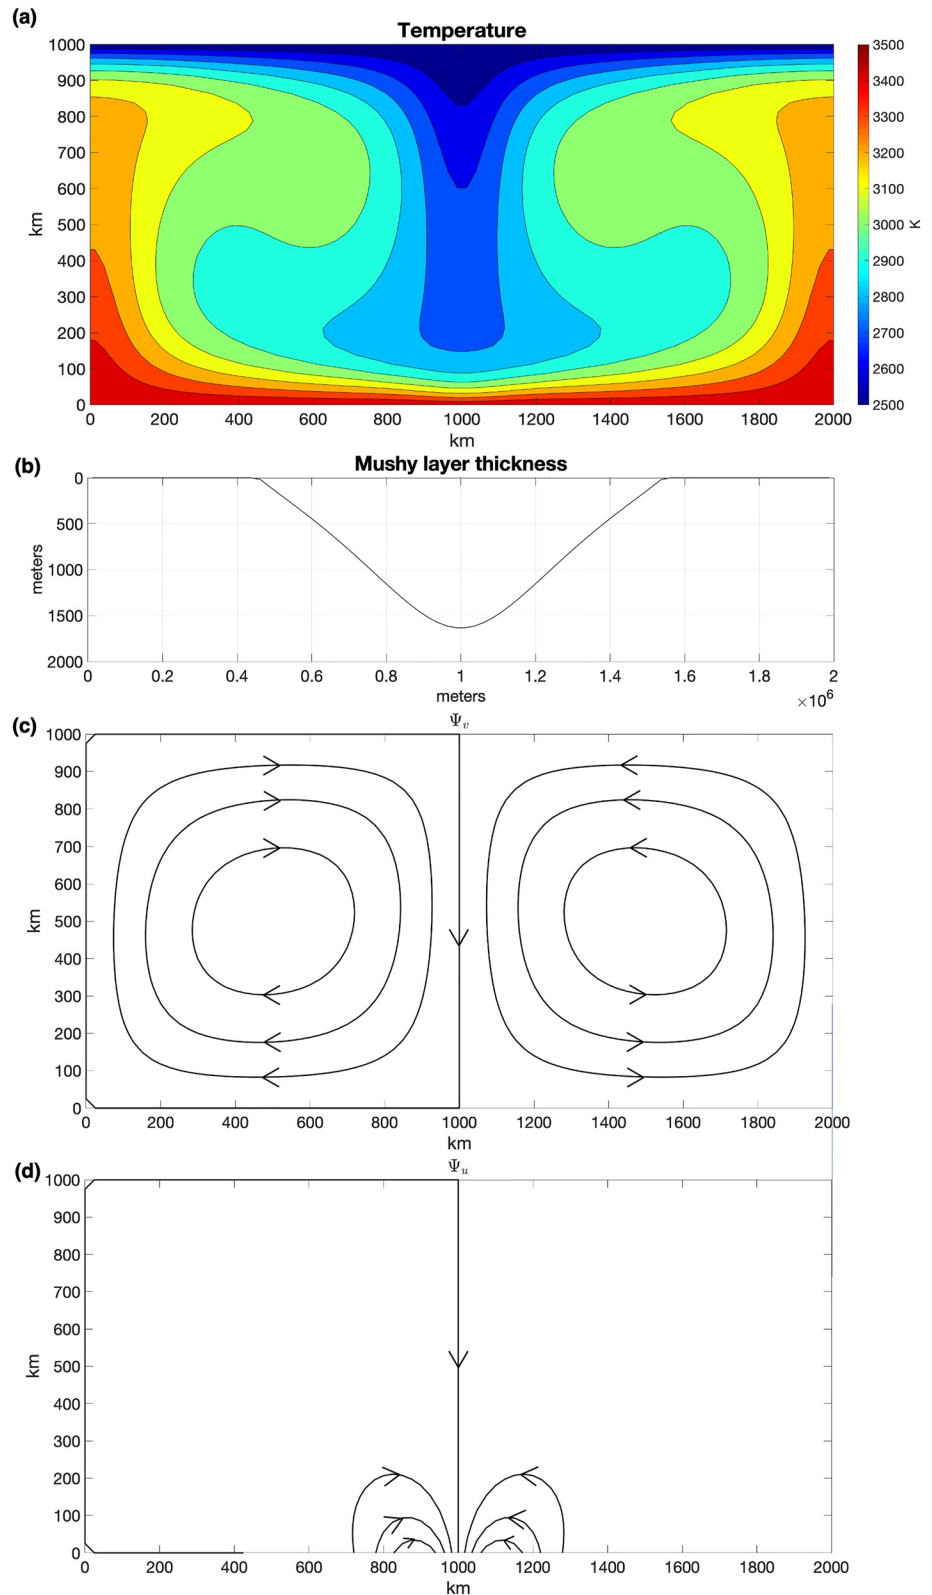 (a)
Temperature
1000
900
800
700
600
500
400
300
200
100
0
km
0 200 400 600 800 1000 1200 1400 1600 1800 2000
km
3500
3400
3300
3200
3100
3000
2900
2800
2700
2600
2500
K
(b)
Mushy layer thickness
0
500
1000
1500
2000
meters
0 0.2 0.4 0.6 0.8 1 1.2 1.4 1.6 1.8 2
meters
×10⁶
(c)
Ψᵥ
1000
900
800
700
600
500
400
300
200
100
0
km
0 200 400 600 800 1000 1200 1400 1600 1800 2000
km
(d)
Ψᵤ
1000
900
800
700
600
500
400
300
200
100
0
km
0 200 400 600 800 1000 1200 1400 1600 1800 2000
km